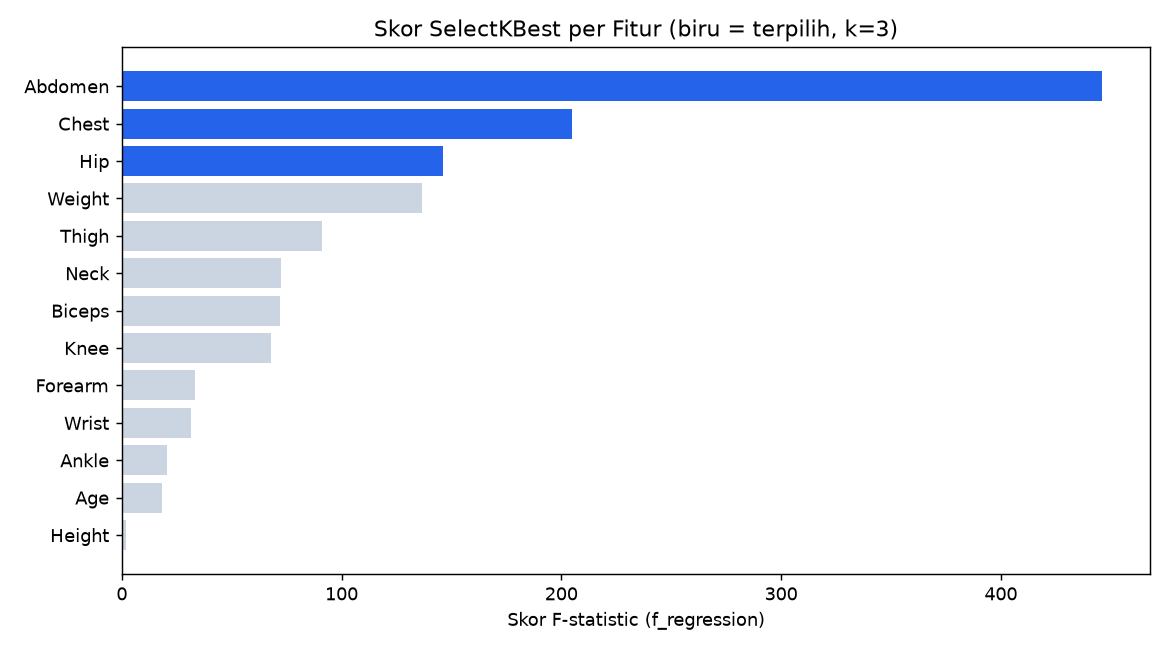 Skor SelectKBest per Fitur (biru = terpilih, k=3)
Abdomen
Chest
Hip
Weight
Thigh
Neck
Biceps
Knee
Forearm
Wrist
Ankle
Age
Height
0 100 200 300 400
Skor F-statistic (f_regression)